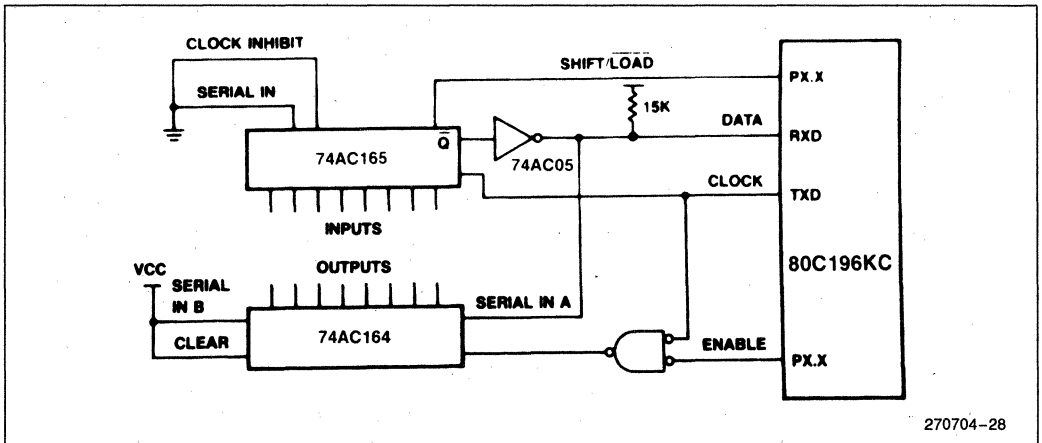 CLOCK INHIBIT
SHIFT/LOAD
PX.X
SERIAL IN
15K
DATA
RXD
Q
74AC165
74AC05
CLOCK
TXD
INPUTS
80C196KC
VCC
OUTPUTS
SERIAL
IN B
SERIAL IN A
74AC164
CLEAR
ENABLE
PX.X
270704-28